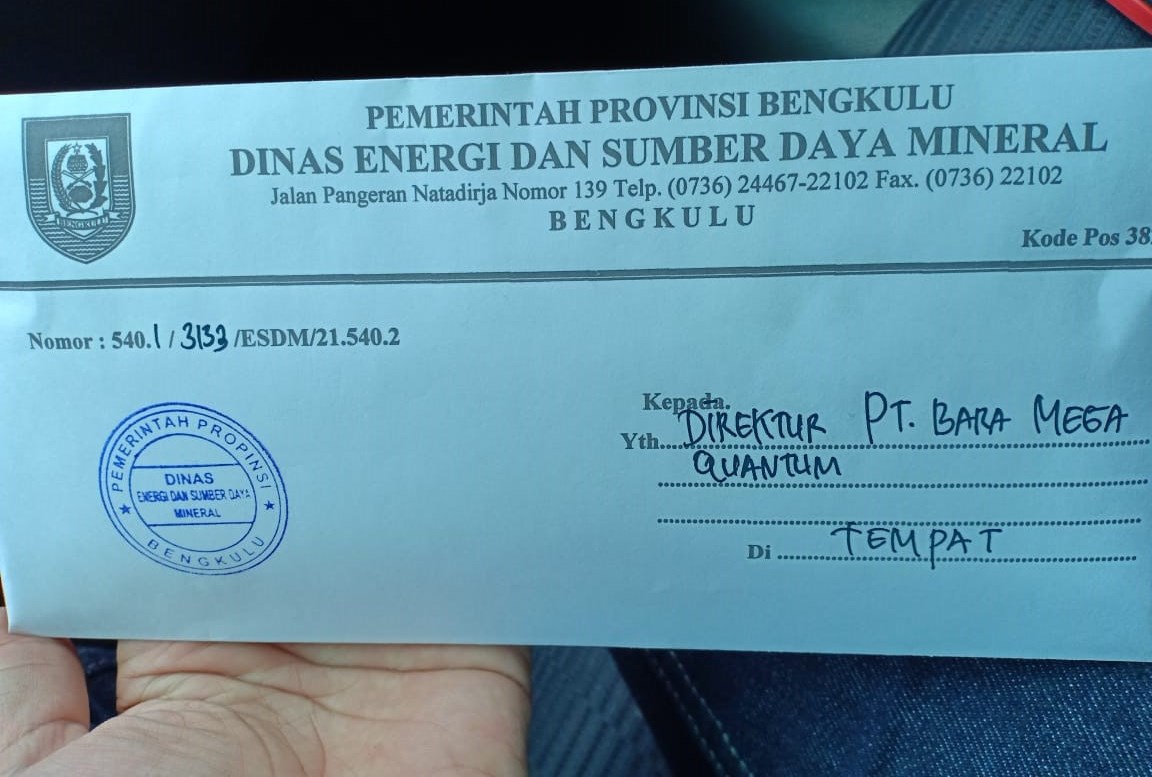 PEMERINTAH PROVINSI BENGKULU
DINAS ENERGI DAN SUMBER DAYA MINERAL
Jalan Pangeran Natadirja Nomor 139 Telp. (0736) 24467-22102 Fax. (0736) 22102
BENGKULU
Kode Pos 38
BENGKULU
Nomor : 540.1 / 3133 /ESDM/21.540.2
Kepada.
Yth. DIREKTUR PT. BARA MEGA
QUANTUM
Di TEMPAT
PEMERINTAH PROPINSI
DINAS
ENERGI DAN SUMBER DAYA
MINERAL
BENGKULU